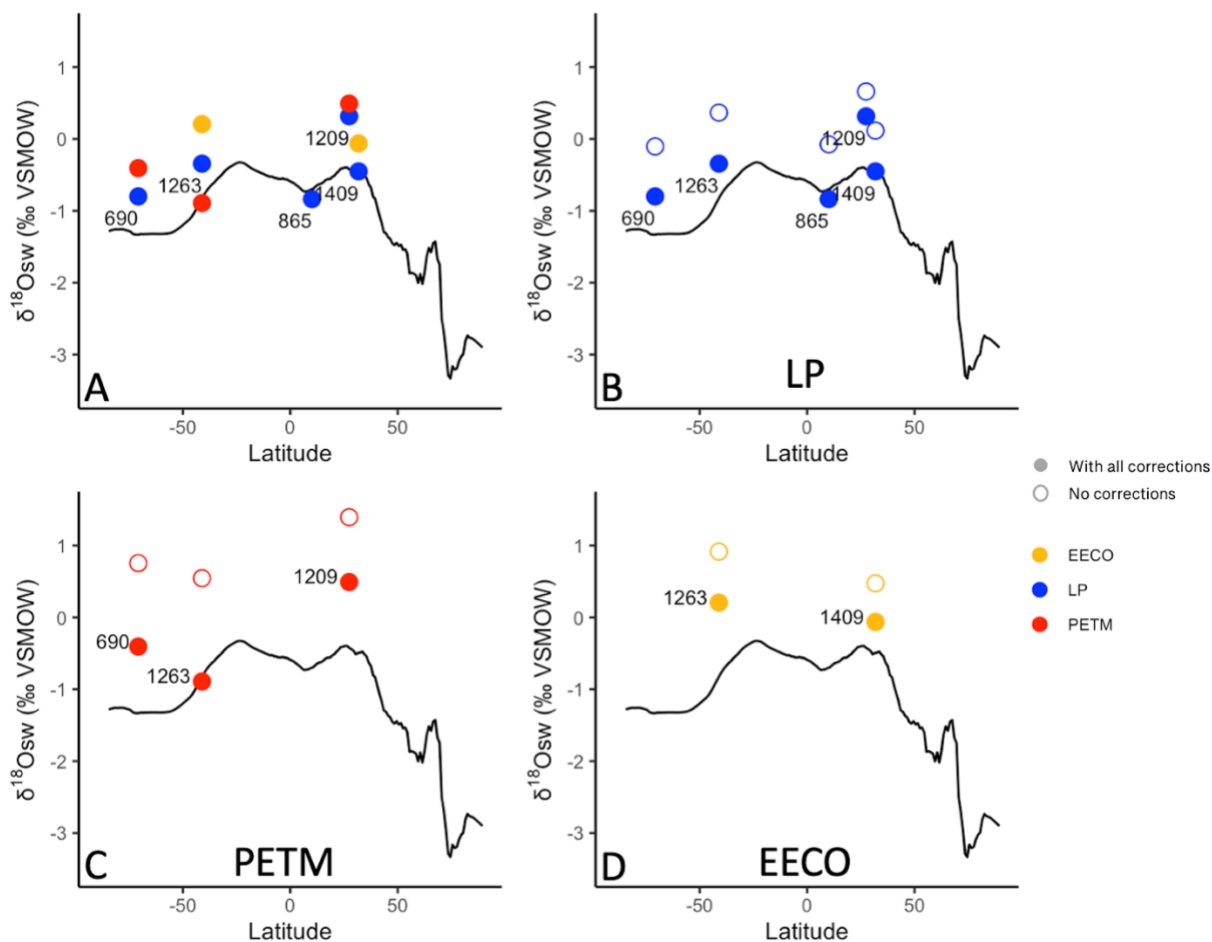 1
0
-1
-2
-3
δ18Osw (‰ VSMOW)
1209
1263
690
1409
865
A
-50 0 50
Latitude
1
0
-1
-2
-3
δ18Osw (‰ VSMOW)
1209
1263
1409
690
865
B
LP
-50 0 50
Latitude
With all corrections
No corrections
EECO
LP
PETM
1
0
-1
-2
-3
δ18Osw (‰ VSMOW)
1209
690
1263
C
PETM
-50 0 50
Latitude
1
0
-1
-2
-3
δ18Osw (‰ VSMOW)
1263
1409
D
EECO
-50 0 50
Latitude